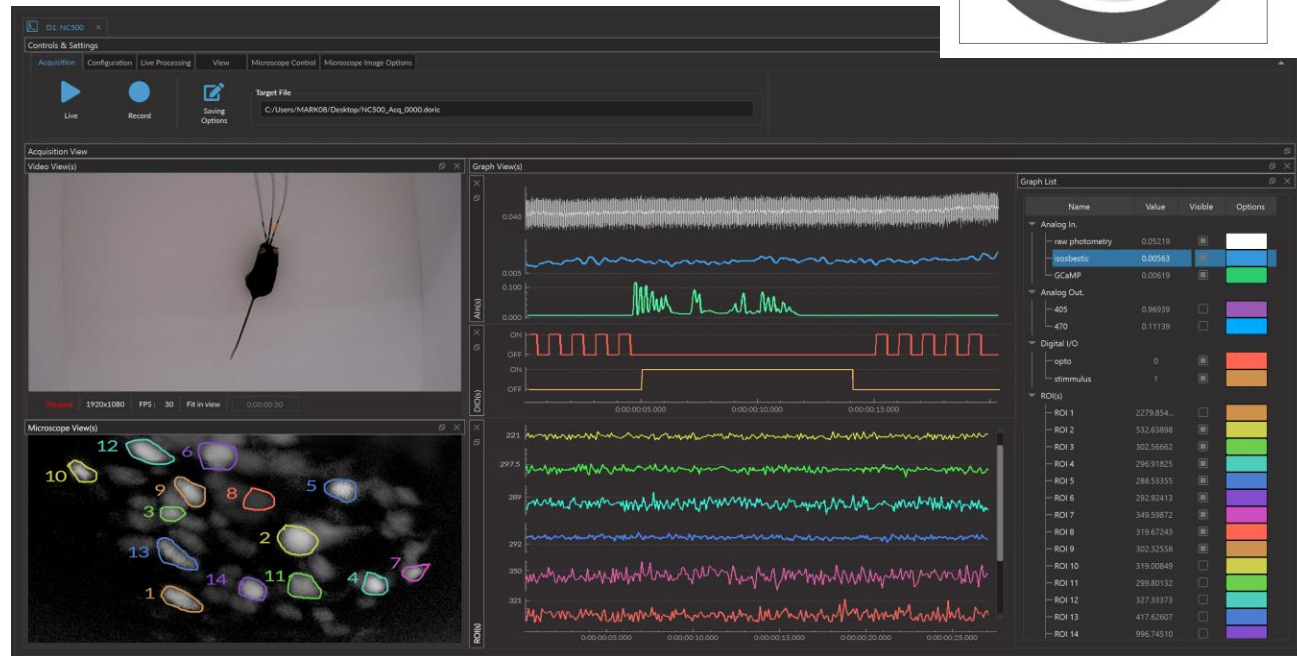 D1: NC500
Controls & Settings
Acquisition Configuration Live Processing View Microscope Control Microscope Image Options
Live
Record
Saving Options
Target File
C:/Users/MARK08/Desktop/NC500_Acq_0000.doric
Acquisition View
Video View(s)
Stopped 1920x1080 FPS : 30 Fit in view 0:00:00:20
Microscope View(s)
12
6
10
9
8
5
3
2
13
7
14
11
4
1
Graph View(s)
AIn(s)
0.040
0.005
0.100
0.000
DIO(s)
ON
OFF
ON
OFF
0:00:00:05.000 0:00:00:10.000 0:00:00:15.000
ROI(s)
221
297.5
289
292
350
321
0:00:00:05.000 0:00:00:10.000 0:00:00:15.000 0:00:00:20.000 0:00:00:25.000
Graph List
Name Value Visible Options
Analog In.
raw photometry 0.05219
isosbestic 0.00563
GCaMP 0.00619
Analog Out.
405 0.96939
470 0.11139
Digital I/O
opto 0
stimmulus 1
ROI(s)
ROI 1 2279.854...
ROI 2 532.63898
ROI 3 302.56662
ROI 4 296.91825
ROI 5 288.53355
ROI 6 292.92413
ROI 7 349.59872
ROI 8 319.67243
ROI 9 302.32558
ROI 10 319.00849
ROI 11 299.80132
ROI 12 327.33373
ROI 13 417.62607
ROI 14 996.74510